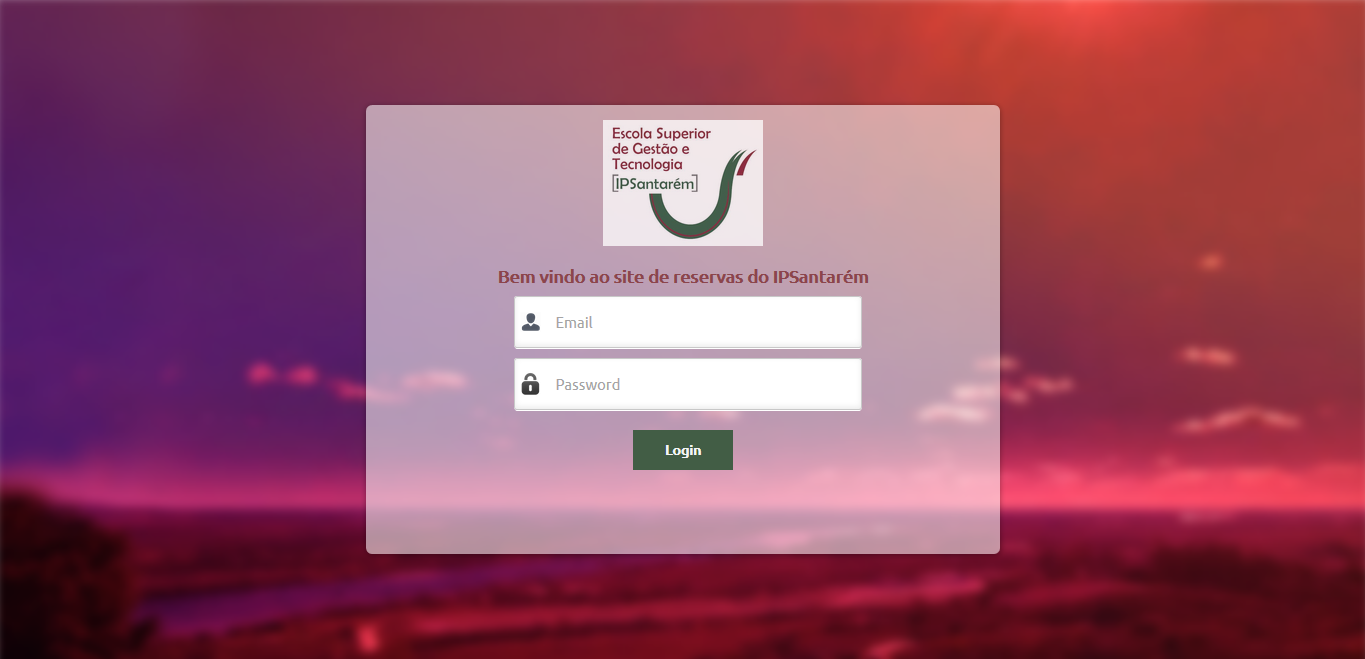 Escola Superior
de Gestão e
Tecnologia
[IPSantarém]
Bem vindo ao site de reservas do IPSantarém
Email
Password
Login